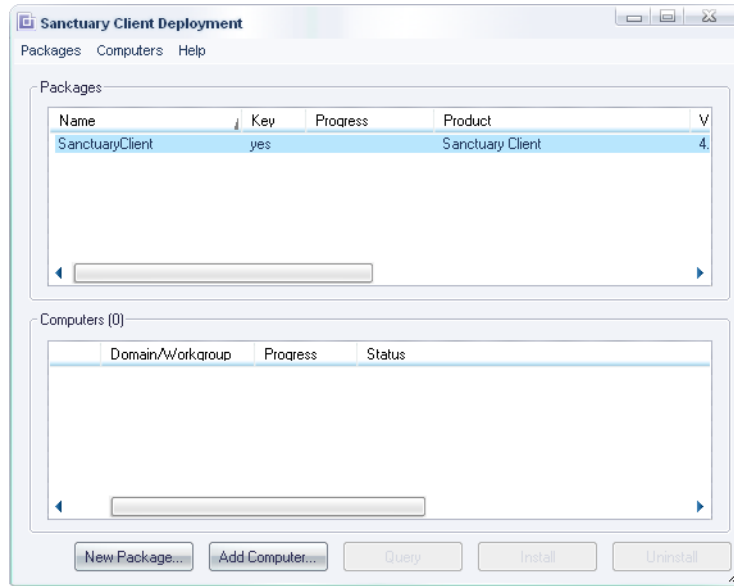 Sanctuary Client Deployment
Packages Computers Help
Packages
Name Key Progress Product V
SanctuaryClient yes Sanctuary Client 4.
Computers (0)
Domain/Workgroup Progress Status
New Package... Add Computer... Query Install Uninstall